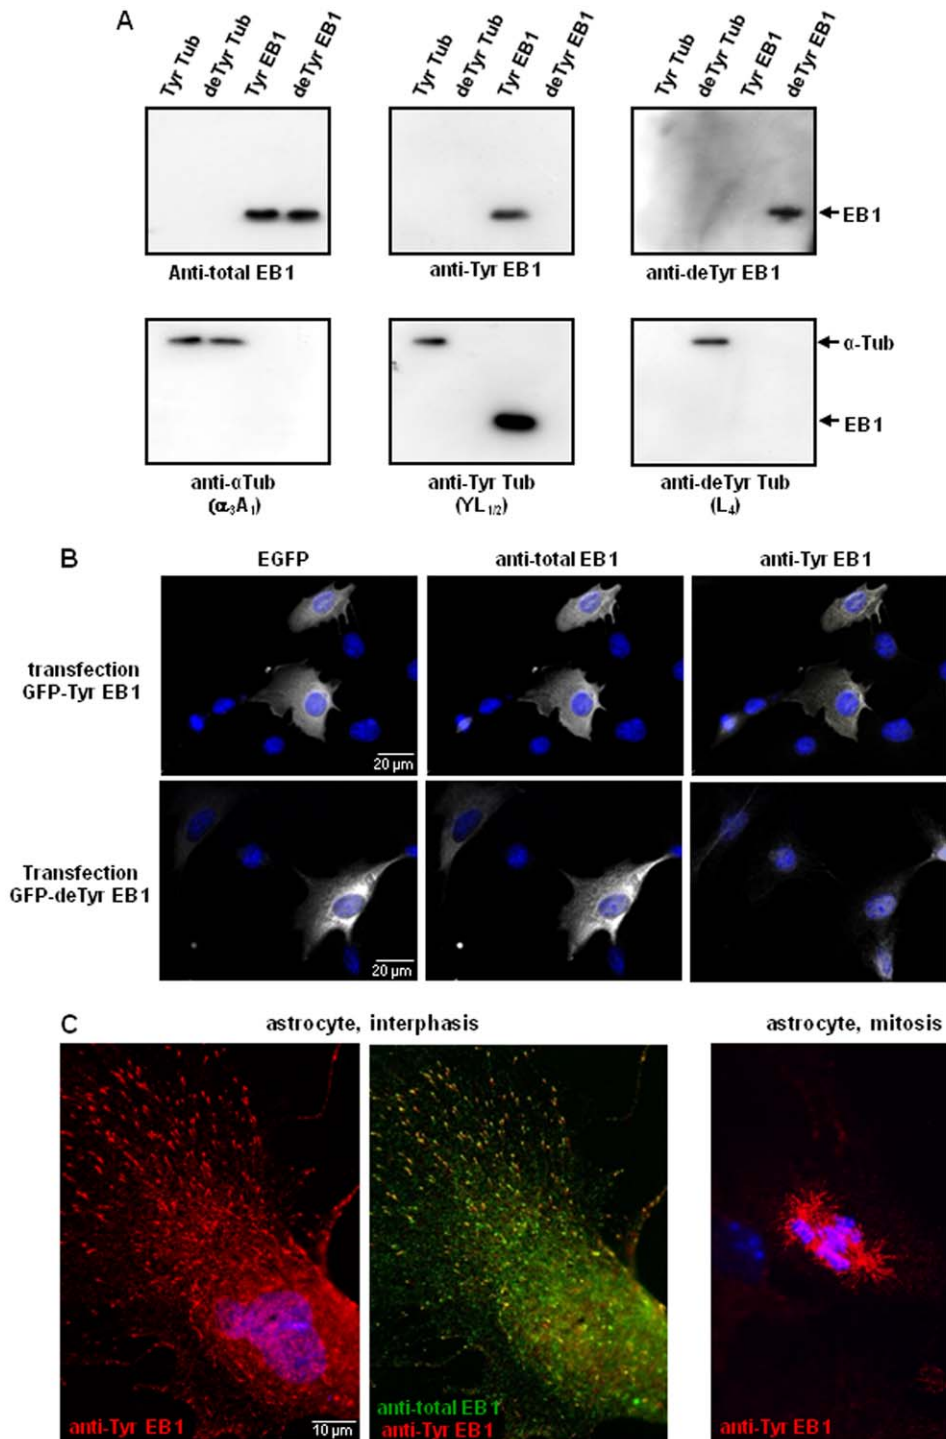 A
Tyr Tub deTyr Tub Tyr EB1 deTyr EB1
Tyr Tub deTyr Tub Tyr EB1 deTyr EB1
Tyr Tub deTyr Tub Tyr EB1 deTyr EB1
EB1
Anti-total EB1 anti-Tyr EB1 anti-deTyr EB1
α-Tub
EB1
anti-αTub anti-Tyr Tub anti-deTyr Tub
(α₃A₁) (YL₁/₂) (L₄)
B
EGFP anti-total EB1 anti-Tyr EB1
transfection
GFP-Tyr EB1
20 µm
Transfection
GFP-deTyr EB1
20 µm
C
astrocyte, interphasis astrocyte, mitosis
anti-Tyr EB1
10 µm
anti-total EB1
anti-Tyr EB1
anti-Tyr EB1